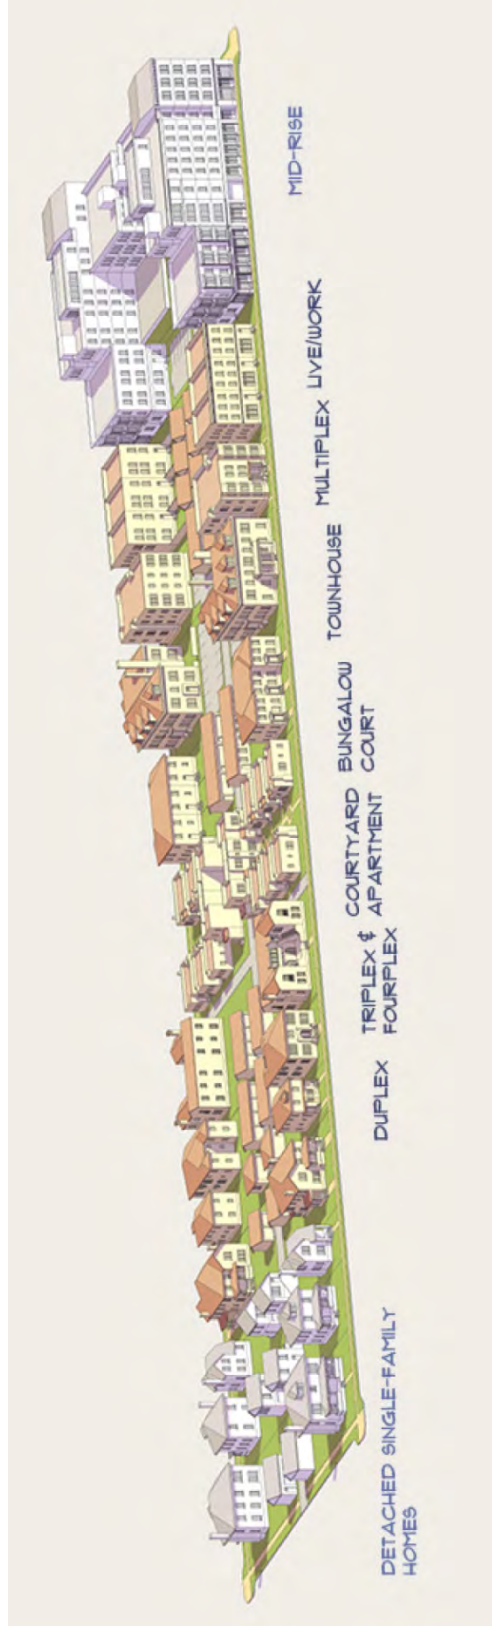 DETACHED SINGLE-FAMILY
HOMES
DUPLEX
TRIPLEX &
FOURPLEX
COURTYARD
APARTMENT
BUNGALOW
COURT
TOWNHOUSE
MULTIPLEX
LIVE/WORK
MID-RISE